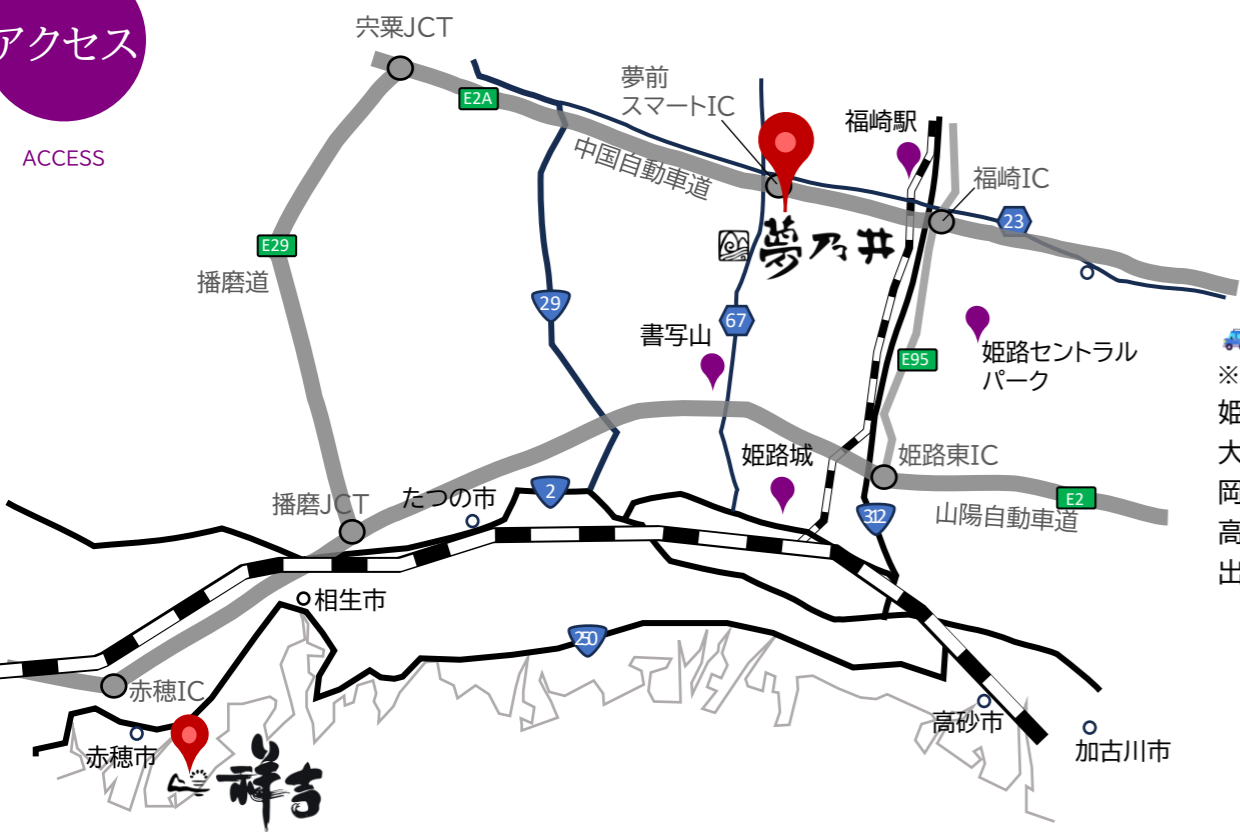 アクセス
ACCESS
宍粟JCT
E2A
夢前
スマートIC
中国自動車道
福崎駅
福崎IC
23
夢乃井
E29
播磨道
29
67
書写山
E95
姫路セントラル
パーク
姫路城
姫路東IC
播磨JCT
たつの市
2
312
山陽自動車道
E2
相生市
250
赤穂IC
赤穂市
祥吉
高砂市
加古川市
※
姫
大
岡
高
出